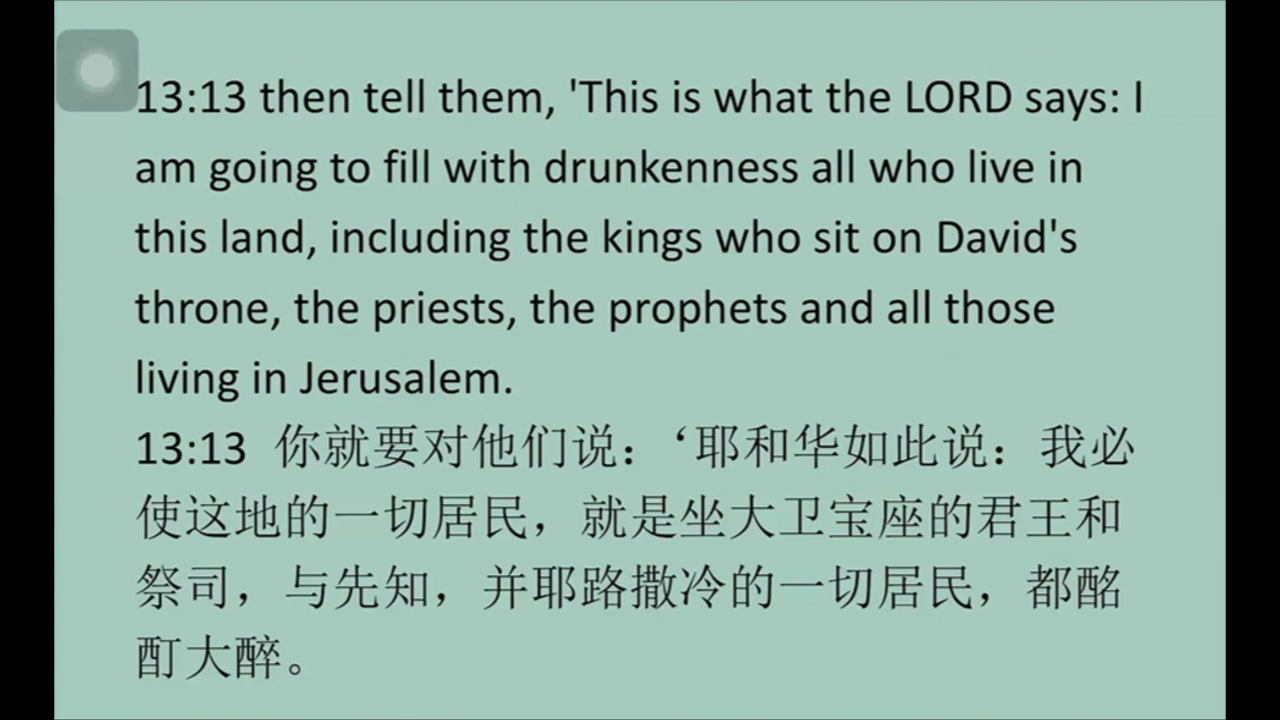 13:13 then tell them, 'This is what the LORD says: I
am going to fill with drunkenness all who live in
this land, including the kings who sit on David's
throne, the priests, the prophets and all those
living in Jerusalem.
13:13 你就要对他们说：‘耶和华如此说：我必
使这地的一切居民，就是坐大卫宝座的君王和
祭司，与先知，并耶路撒冷的一切居民，都酩
酊大醉。